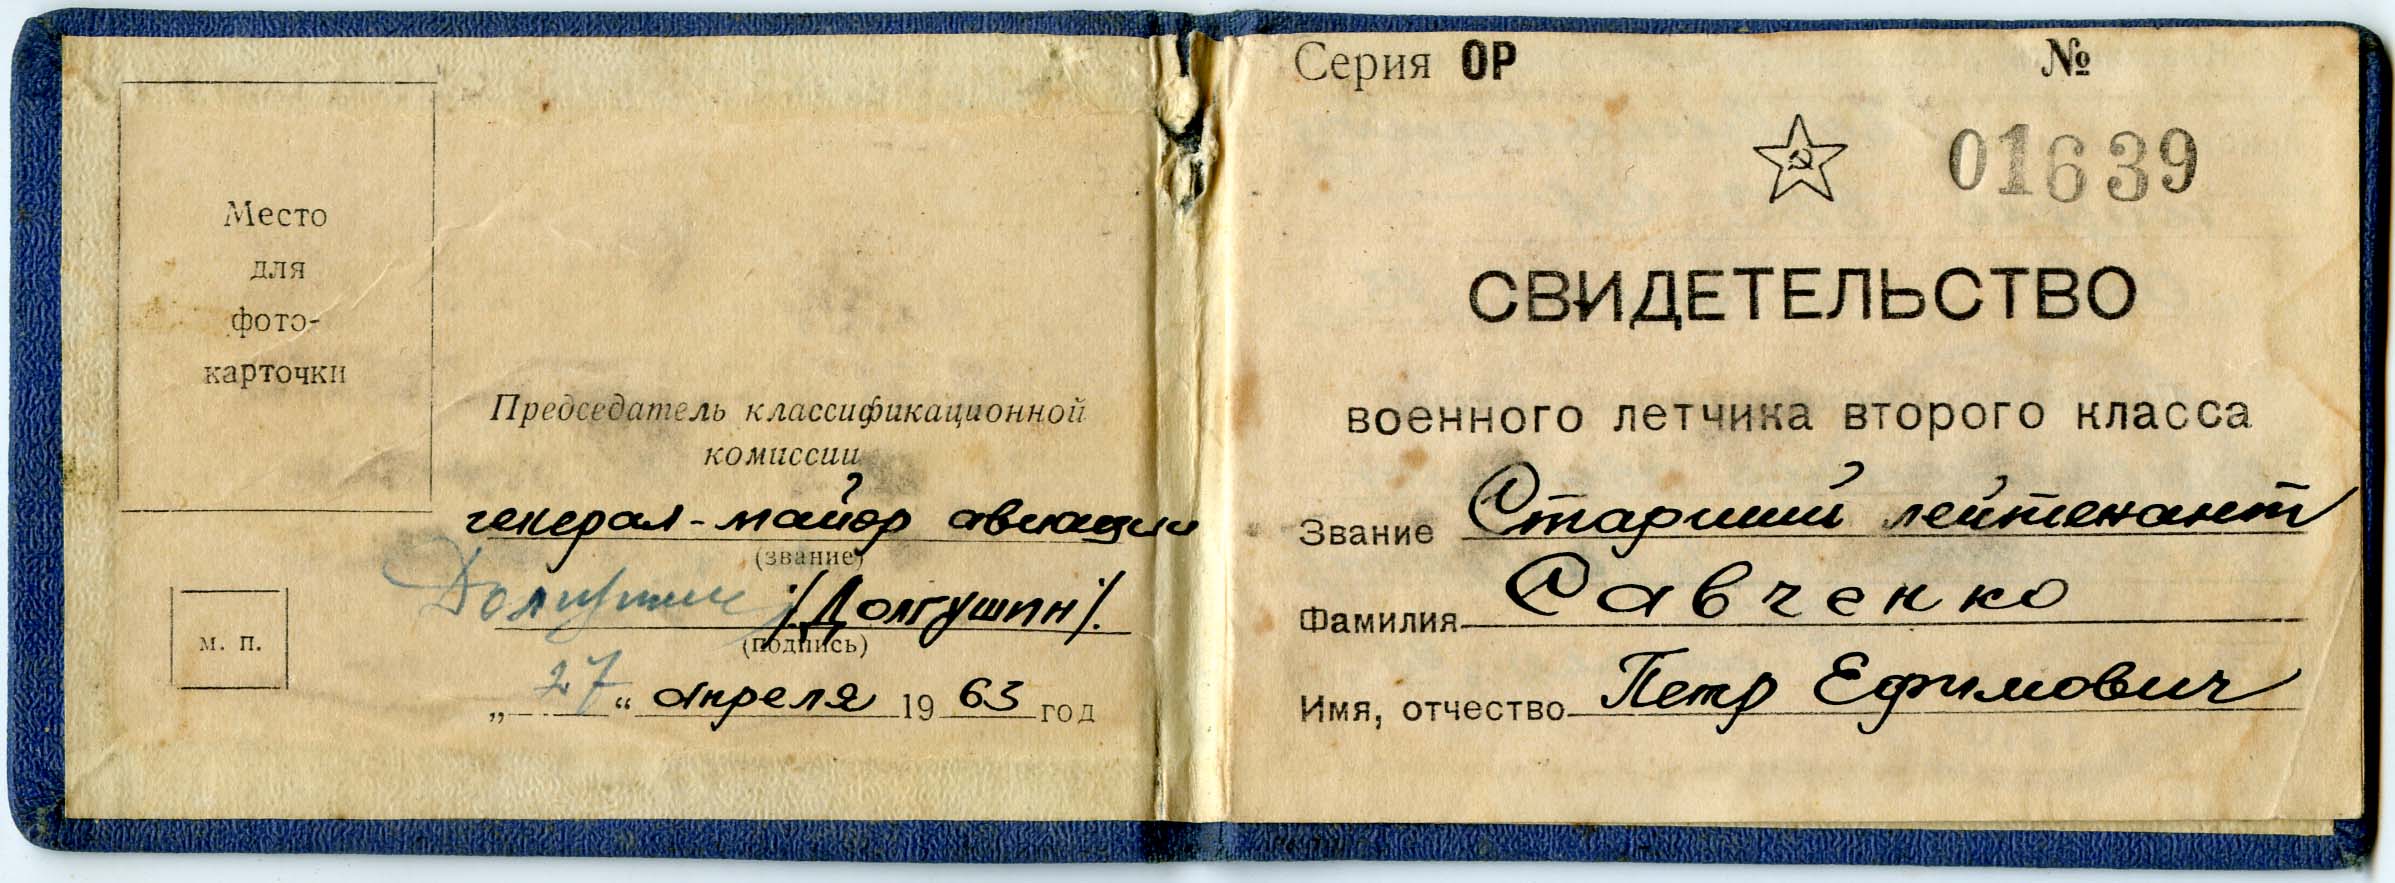 Место
для
фото-
карточки
Председатель классификационной
комиссии
генерал-майор авиации
(звание)
Долгушин /Долгушин/.
(подпись)
м. п.
„27“ апреля 1963 год
Серия ОР №
01639
СВИДЕТЕЛЬСТВО
военного летчика второго класса
Звание Старший лейтенант
Фамилия Савченко
Имя, отчество Петр Ефимович